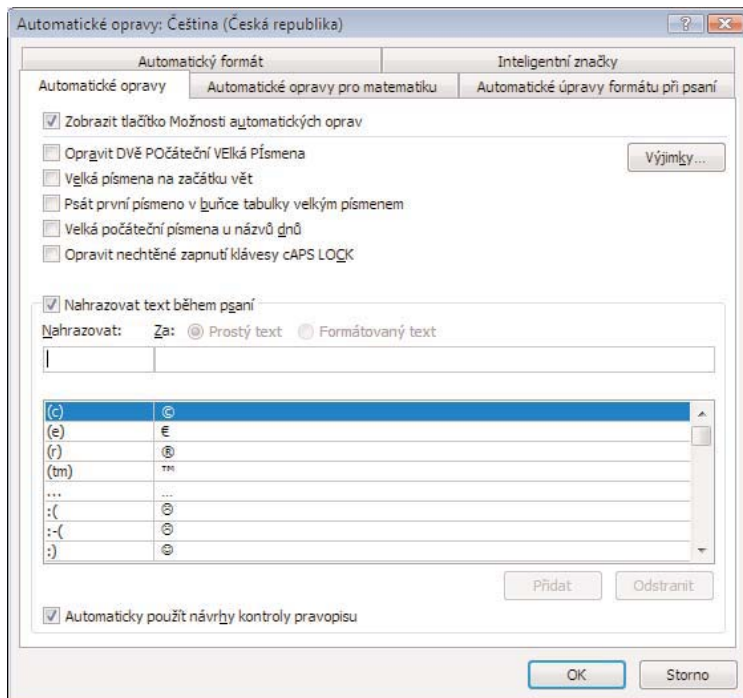 Automatické opravy: Čeština (Česká republika)
Automatický formát Inteligentní značky
Automatické opravy Automatické opravy pro matematiku Automatické úpravy formátu při psaní
Zobrazit tlačítko Možnosti automatických oprav
Opravit DVě POčáteční VElká PÍsmena Výjimky...
Velká písmena na začátku vět
Psát první písmeno v buňce tabulky velkým písmenem
Velká počáteční písmena u názvů dnů
Opravit nechtěné zapnutí klávesy cAPS LOCK
Nahrazovat text během psaní
Nahrazovat: Za: Prostý text Formátovaný text
(c) ©
(e) €
(r) ®
(tm) ™
... ...
:( ☹
:-( ☹
:) ☺
Přidat Odstranit
Automaticky použít návrhy kontroly pravopisu
OK Storno